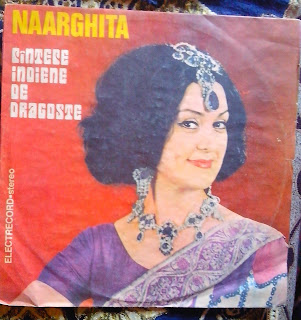 NAARGHITA
CÎNTECE
INDIENE
DE
DRAGOSTE
ELECTRECORD•stereo